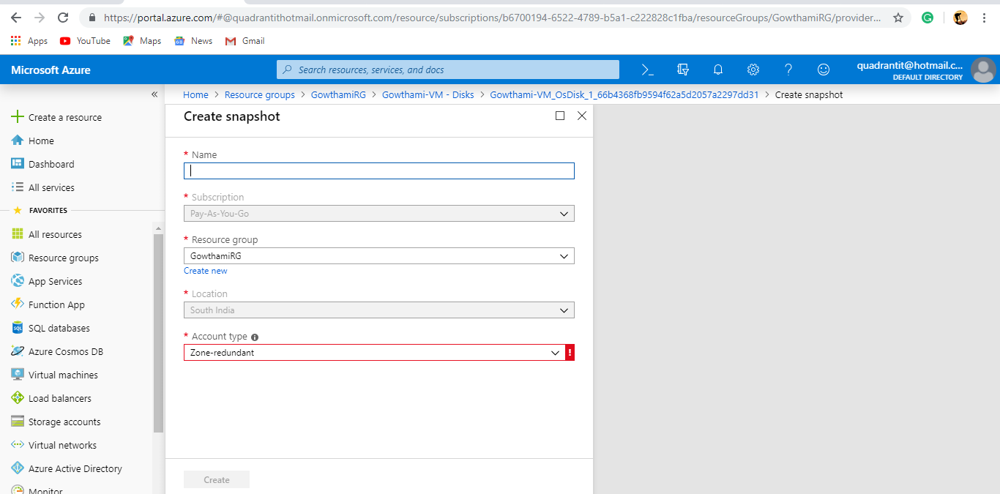 https://portal.azure.com/#@quadrantithotmail.onmicrosoft.com/resource/subscriptions/b6700194-6522-4789-b5a1-c222828c1fba/resourceGroups/GowthamiRG/provider...
Apps YouTube Maps News Gmail
Microsoft Azure
Search resources, services, and docs
quadrantit@hotmail.c...
DEFAULT DIRECTORY
«
Create a resource
Home
Dashboard
All services
FAVORITES
All resources
Resource groups
App Services
Function App
SQL databases
Azure Cosmos DB
Virtual machines
Load balancers
Storage accounts
Virtual networks
Azure Active Directory
Monitor
Home > Resource groups > GowthamiRG > Gowthami-VM - Disks > Gowthami-VM_OsDisk_1_66b4368fb9594f62a5d2057a2297dd31 > Create snapshot
Create snapshot
* Name
* Subscription
Pay-As-You-Go
* Resource group
GowthamiRG
Create new
* Location
South India
* Account type
Zone-redundant
!
Create